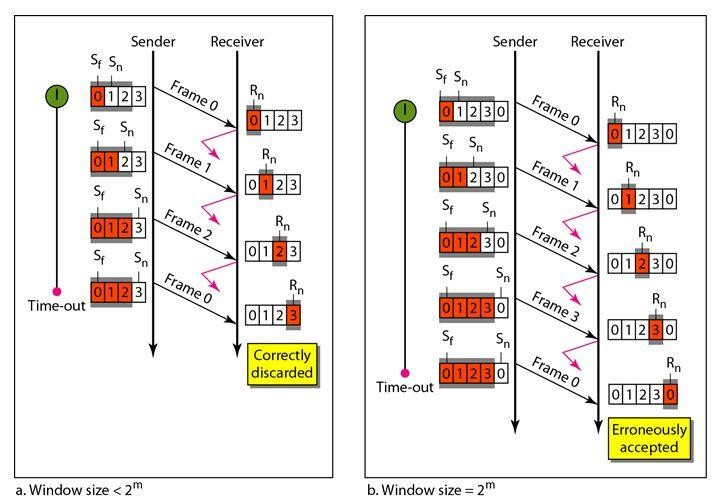 Sender Receiver
Sf Sn
0 1 2 3
Frame 0
Rn
0 1 2 3
Sf Sn
0 1 2 3
Frame 1
Rn
0 1 2 3
Sf Sn
0 1 2 3
Frame 2
Rn
0 1 2 3
Sf Sn
0 1 2 3
Time-out
Frame 0
Rn
0 1 2 3
Correctly
discarded
a. Window size < 2m
Sender Receiver
Sf Sn
0 1 2 3 0
Frame 0
Rn
0 1 2 3 0
Sf Sn
0 1 2 3 0
Frame 1
Rn
0 1 2 3 0
Sf Sn
0 1 2 3 0
Frame 2
Rn
0 1 2 3 0
Sf Sn
0 1 2 3 0
Frame 3
Rn
0 1 2 3 0
Sf Sn
0 1 2 3 0
Time-out
Frame 0
Rn
0 1 2 3 0
Erroneously
accepted
b. Window size = 2m